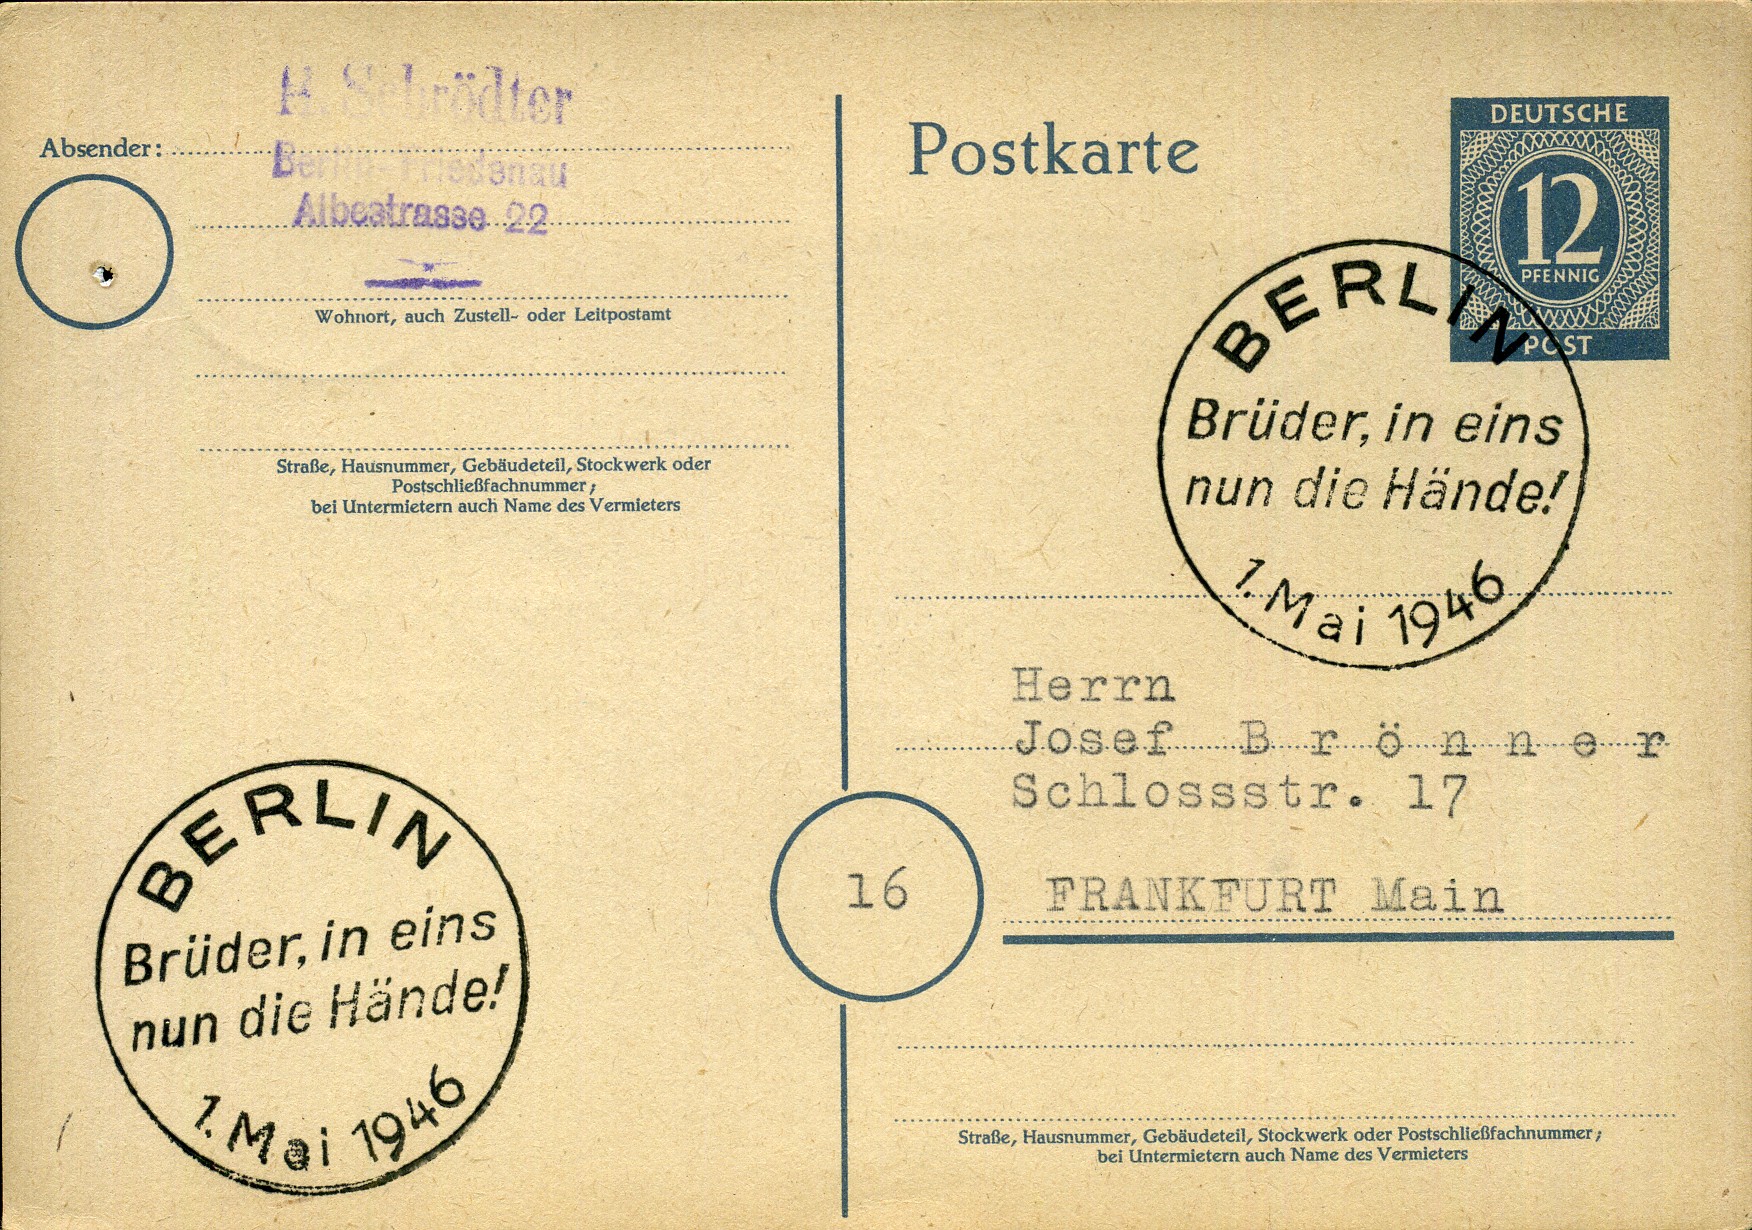 H. Schrödter
Absender:
Berlin-Friedenau
Albestrasse 22
Wohnort, auch Zustell- oder Leitpostamt
Straße, Hausnummer, Gebäudeteil, Stockwerk oder
Postschließfachnummer;
bei Untermietern auch Name des Vermieters
BERLIN
Brüder, in eins
nun die Hände!
1. Mai 1946
Postkarte
DEUTSCHE
12
PFENNIG
POST
BERLIN
Brüder, in eins
nun die Hände!
1. Mai 1946
Herrn
Josef Brönner
Schlossstr. 17
16 FRANKFURT Main
Straße, Hausnummer, Gebäudeteil, Stockwerk oder Postschließfachnummer;
bei Untermietern auch Name des Vermieters